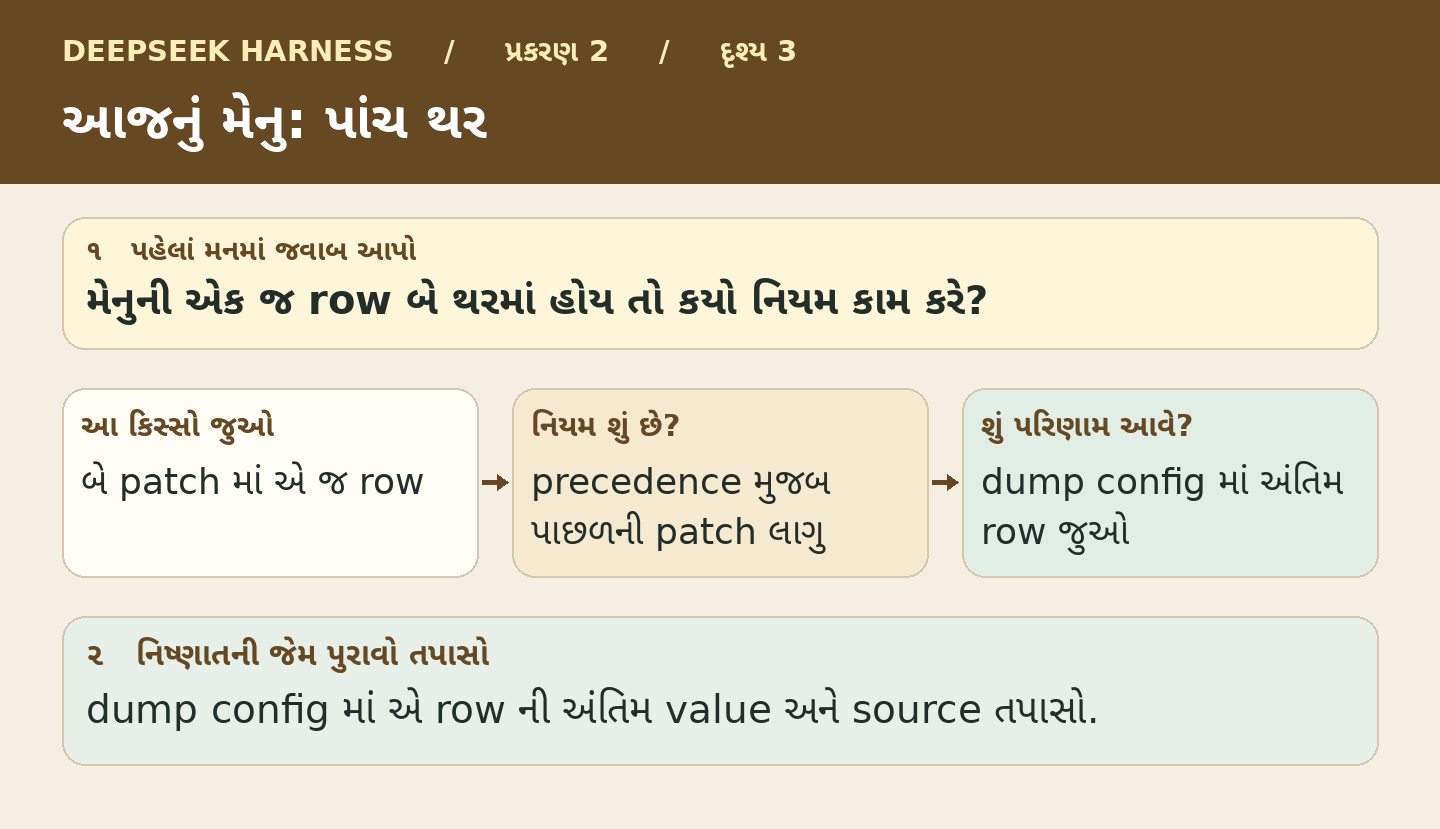 DEEPSEEK HARNESS / પ્રકરણ 2 / દૃશ્ય 3
આજનું મેનુ: પાંચ થર
૧ પહેલાં મનમાં જવાબ આપો
મેનુની એક જ row બે થરમાં હોય તો કયો નિયમ કામ કરે?
આ કિસ્સો જુઓ
બે patch માં એ જ row
નિયમ શું છે?
precedence મુજબ
પાછળની patch લાગુ
શું પરિણામ આવે?
dump config માં અંતિમ
row જુઓ
૨ નિષ્ણાતની જેમ પુરાવો તપાસો
dump config માં એ row ની અંતિમ value અને source તપાસો.